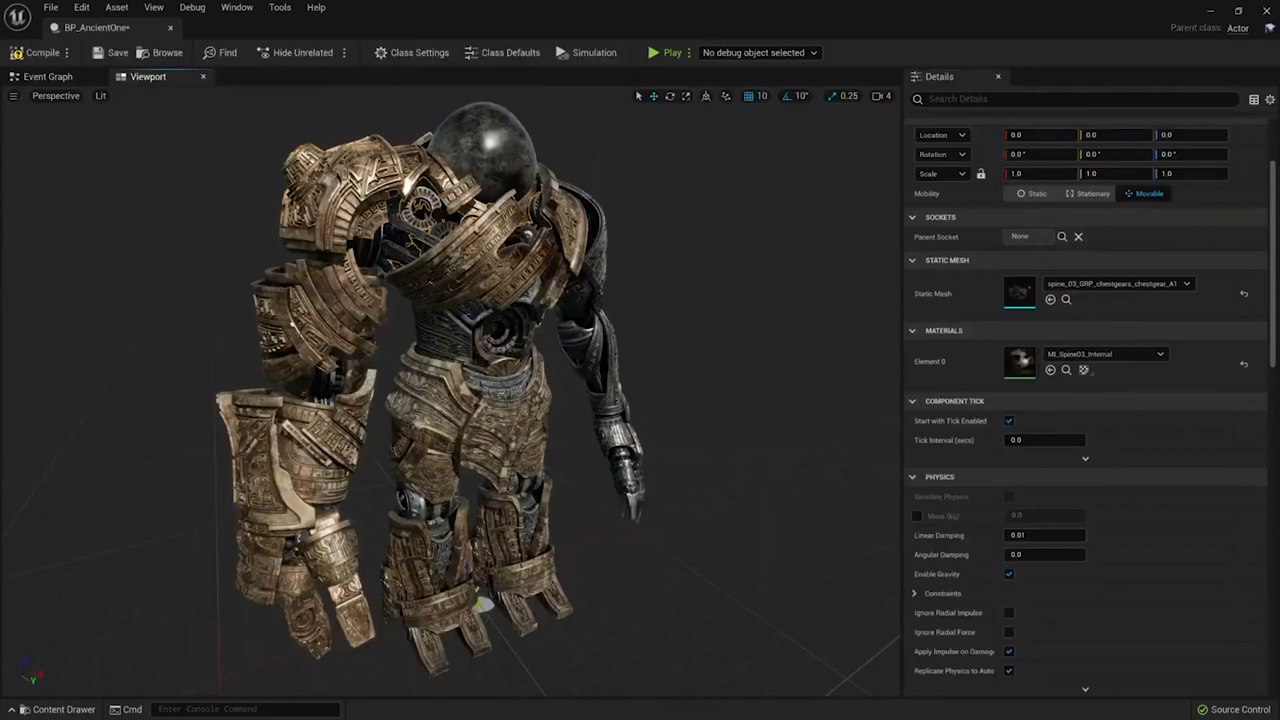 File Edit Asset View Debug Window Tools Help
BP_AncientOne*
Parent class: Actor
Compile Save Browse Find Hide Unrelated Class Settings Class Defaults Simulation Play No debug object selected
Event Graph Viewport Details
Perspective Lit 10 10° 0.25 4
Search Details
Location 0.0 0.0 0.0
Rotation 0.0° 0.0° 0.0°
Scale 1.0 1.0 1.0
Mobility Static Stationary Movable
SOCKETS
Parent Socket None
STATIC MESH
Static Mesh spine_03_GRP_chestgears_chestgear_A1
MATERIALS
Element 0 MI_Spine03_Internal
COMPONENT TICK
Start with Tick Enabled
Tick Interval (secs) 0.0
PHYSICS
Simulate Physics
Mass (kg) 0.0
Linear Damping 0.01
Angular Damping 0.0
Enable Gravity
Constraints
Ignore Radial Impulse
Ignore Radial Force
Apply Impulse on Damag
Replicate Physics to Auto
Y
Content Drawer Cmd Enter Console Command Source Control